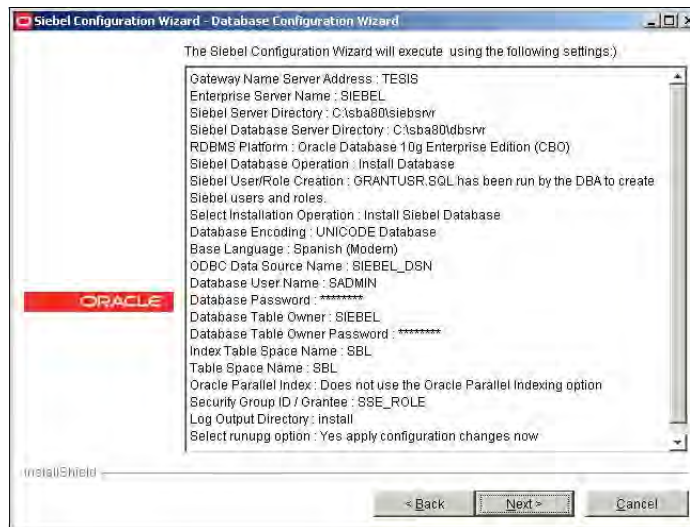 Siebel Configuration Wizard - Database Configuration Wizard
The Siebel Configuration Wizard will execute using the following settings:)
Gateway Name Server Address : TESIS
Enterprise Server Name : SIEBEL
Siebel Server Directory : C:\sba80\siebsrvr
Siebel Database Server Directory : C:\sba80\dbsrvr
RDBMS Platform : Oracle Database 10g Enterprise Edition (CBO)
Siebel Database Operation : Install Database
Siebel User/Role Creation : GRANTUSR.SQL has been run by the DBA to create
Siebel users and roles.
Select Installation Operation : Install Siebel Database
Database Encoding : UNICODE Database
Base Language : Spanish (Modern)
ODBC Data Source Name : SIEBEL_DSN
Database User Name : SADMIN
Database Password : ********
Database Table Owner : SIEBEL
Database Table Owner Password : ********
Index Table Space Name : SBL
Table Space Name : SBL
Oracle Parallel Index : Does not use the Oracle Parallel Indexing option
Security Group ID / Grantee : SSE_ROLE
Log Output Directory : install
Select runupg option : Yes apply configuration changes now
ORACLE
InstallShield
< Back
Next >
Cancel